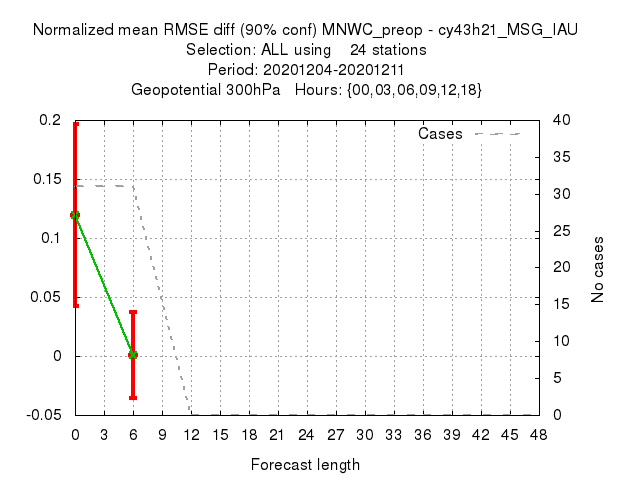 Normalized mean RMSE diff (90% conf) MNWC_preop - cy43h21_MSG_IAU
Selection: ALL using 24 stations
Period: 20201204-20201211
Geopotential 300hPa Hours: {00,03,06,09,12,18}
Cases
0.2
0.15
0.1
0.05
0
-0.05
40
35
30
25
20
15
10
5
0
No cases
0 3 6 9 12 15 18 21 24 27 30 33 36 39 42 45 48
Forecast length